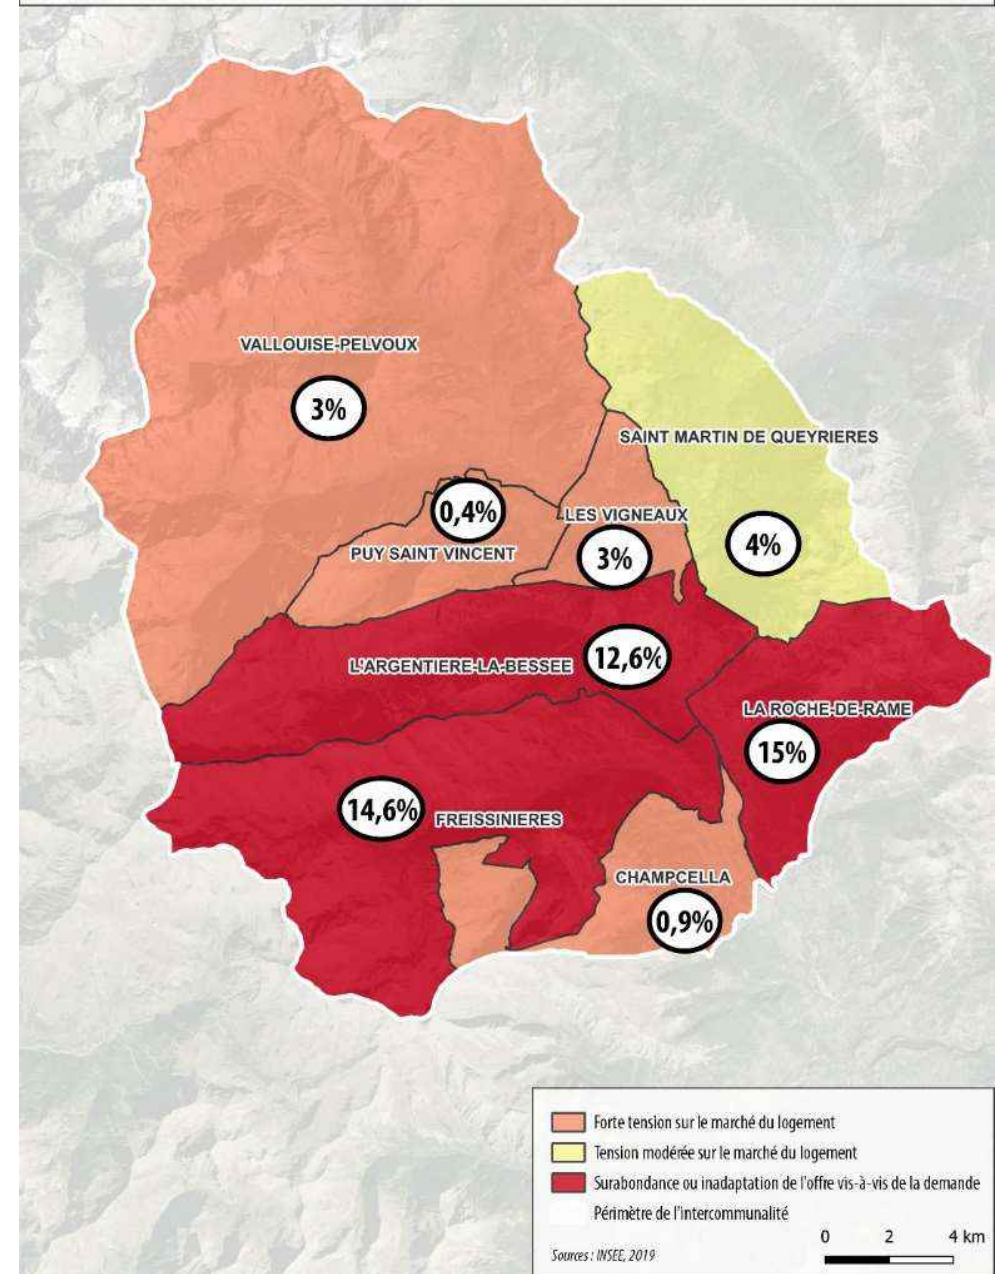 VALLOUISE-PELVOUX
3%
SAINT MARTIN DE QUEYRIERES
0,4%
LES VIGNEAUX
PUY SAINT VINCENT
3%
4%
L'ARGENTIERE-LA-BESSEE
12,6%
LA ROCHE-DE-RAME
15%
14,6%
FREISSINIERES
CHAMPCELLA
0,9%
Forte tension sur le marché du logement
Tension modérée sur le marché du logement
Surabondance ou inadaptation de l'offre vis-à-vis de la demande
Périmètre de l'intercommunalité
0 2 4 km
Sources : INSEE, 2019